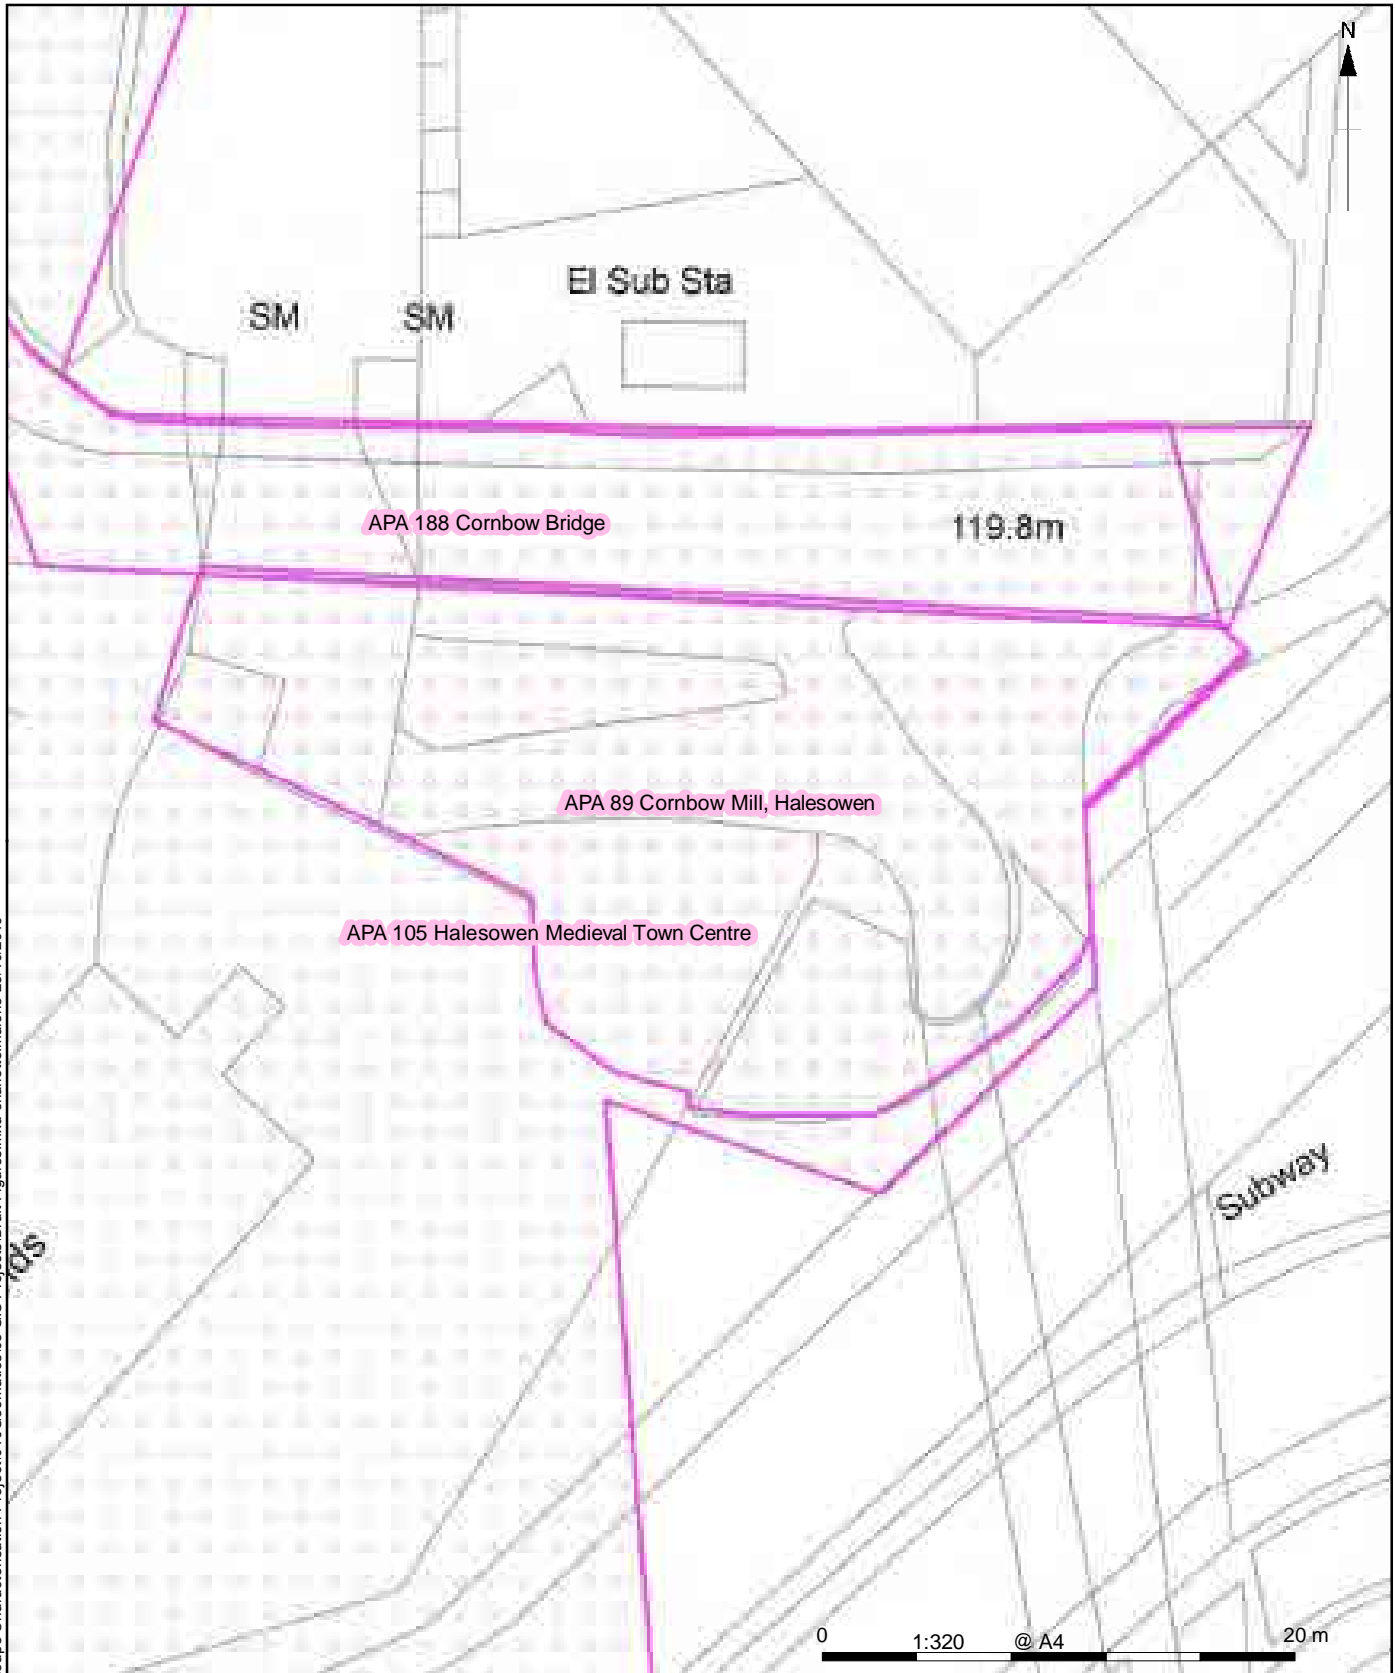 N
El Sub Sta
SM
SM
APA 188 Cornbow Bridge
119.8m
APA 89 Cornbow Mill, Halesowen
APA 105 Halesowen Medieval Town Centre
Subway
0
1:320
@ A4
20 m